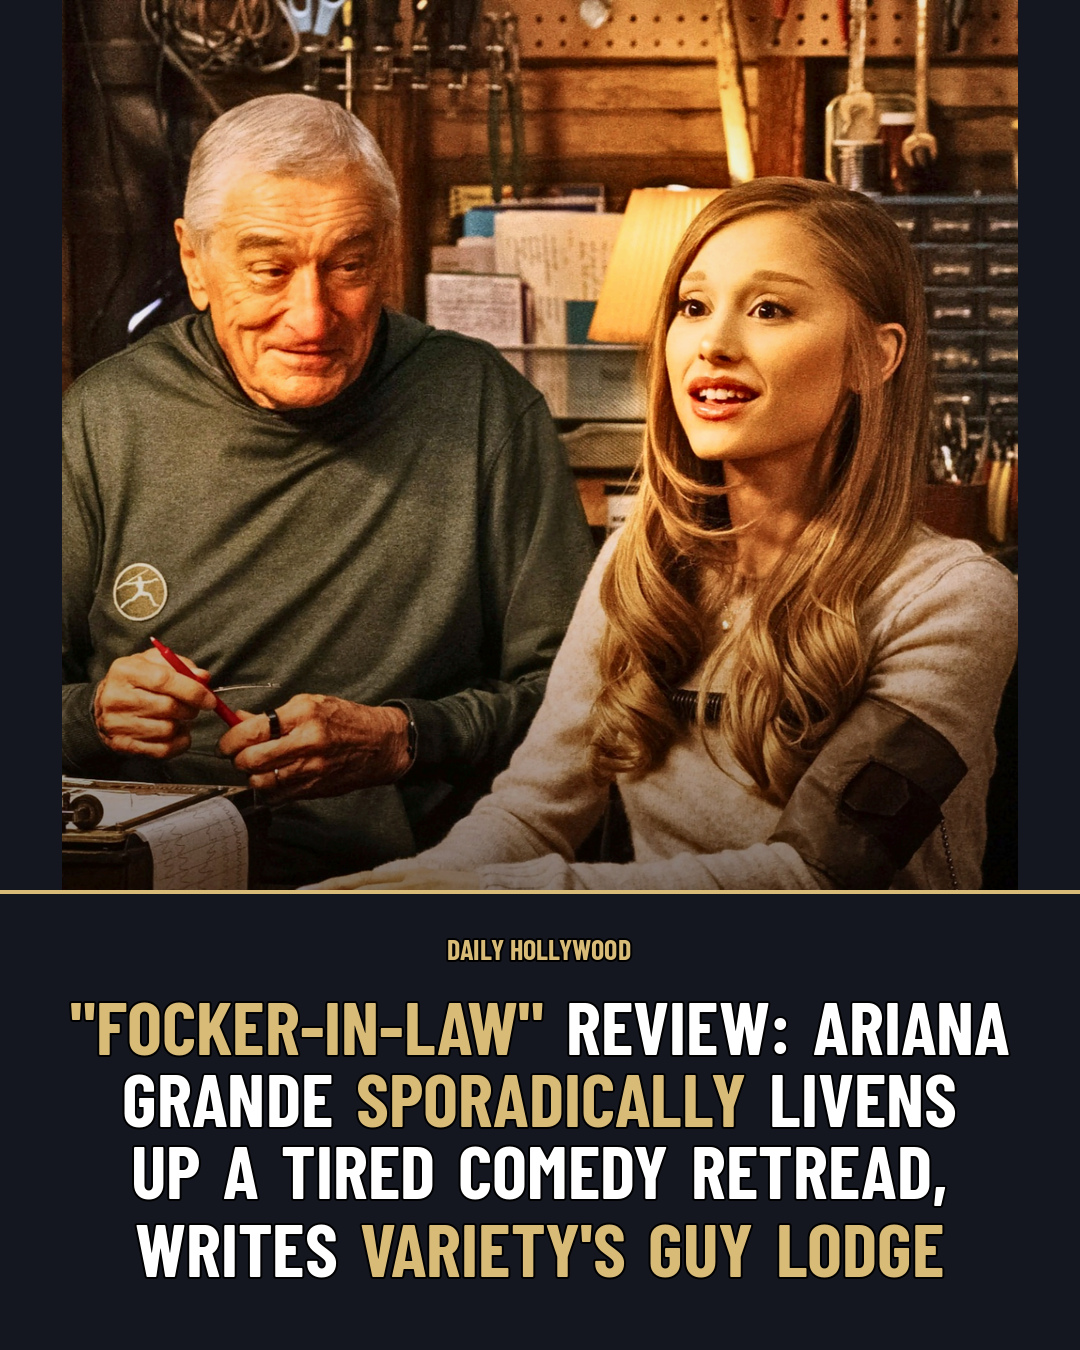 DAILY HOLLYWOOD
"FOCKER-IN-LAW" REVIEW: ARIANA
GRANDE SPORADICALLY LIVENS
UP A TIRED COMEDY RETREAD,
WRITES VARIETY'S GUY LODGE